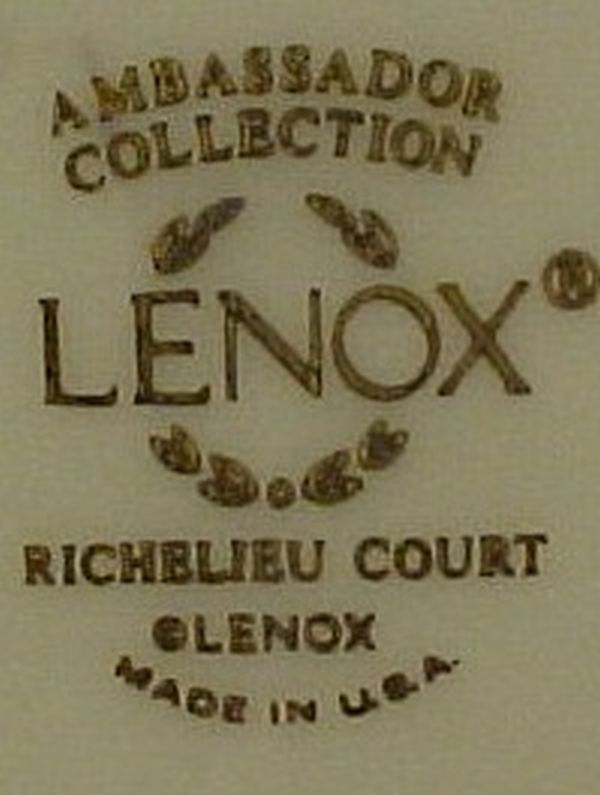 AMBASSADOR
COLLECTION
LENOX®
RICHELIEU COURT
©LENOX
MADE IN U.S.A.